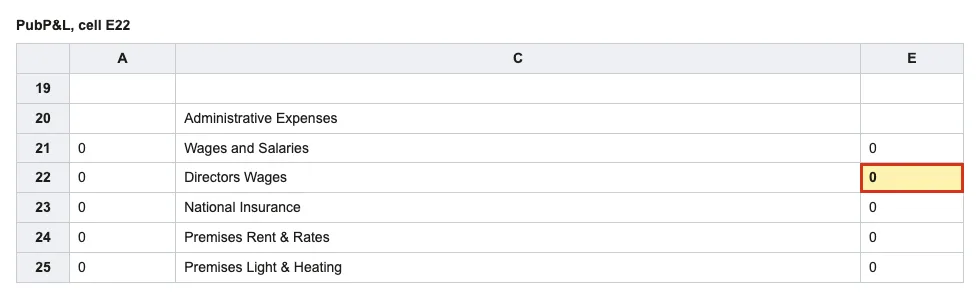 PubP&L, cell E22
A C E
19
20 Administrative Expenses
21 0 Wages and Salaries 0
22 0 Directors Wages 0
23 0 National Insurance 0
24 0 Premises Rent & Rates 0
25 0 Premises Light & Heating 0